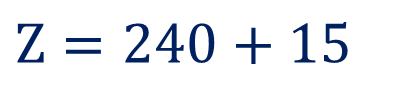 Z = 240 + 15